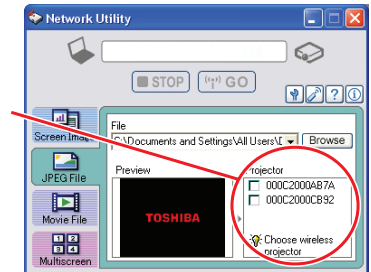 Network Utility
STOP
GO
Screen Image
JPEG File
Movie File
Multiscreen
File
C:\Documents and Settings\All Users\
Browse
Preview
TOSHIBA
Projector
000C2000AB7A
000C2000CB92
Choose wireless
projector